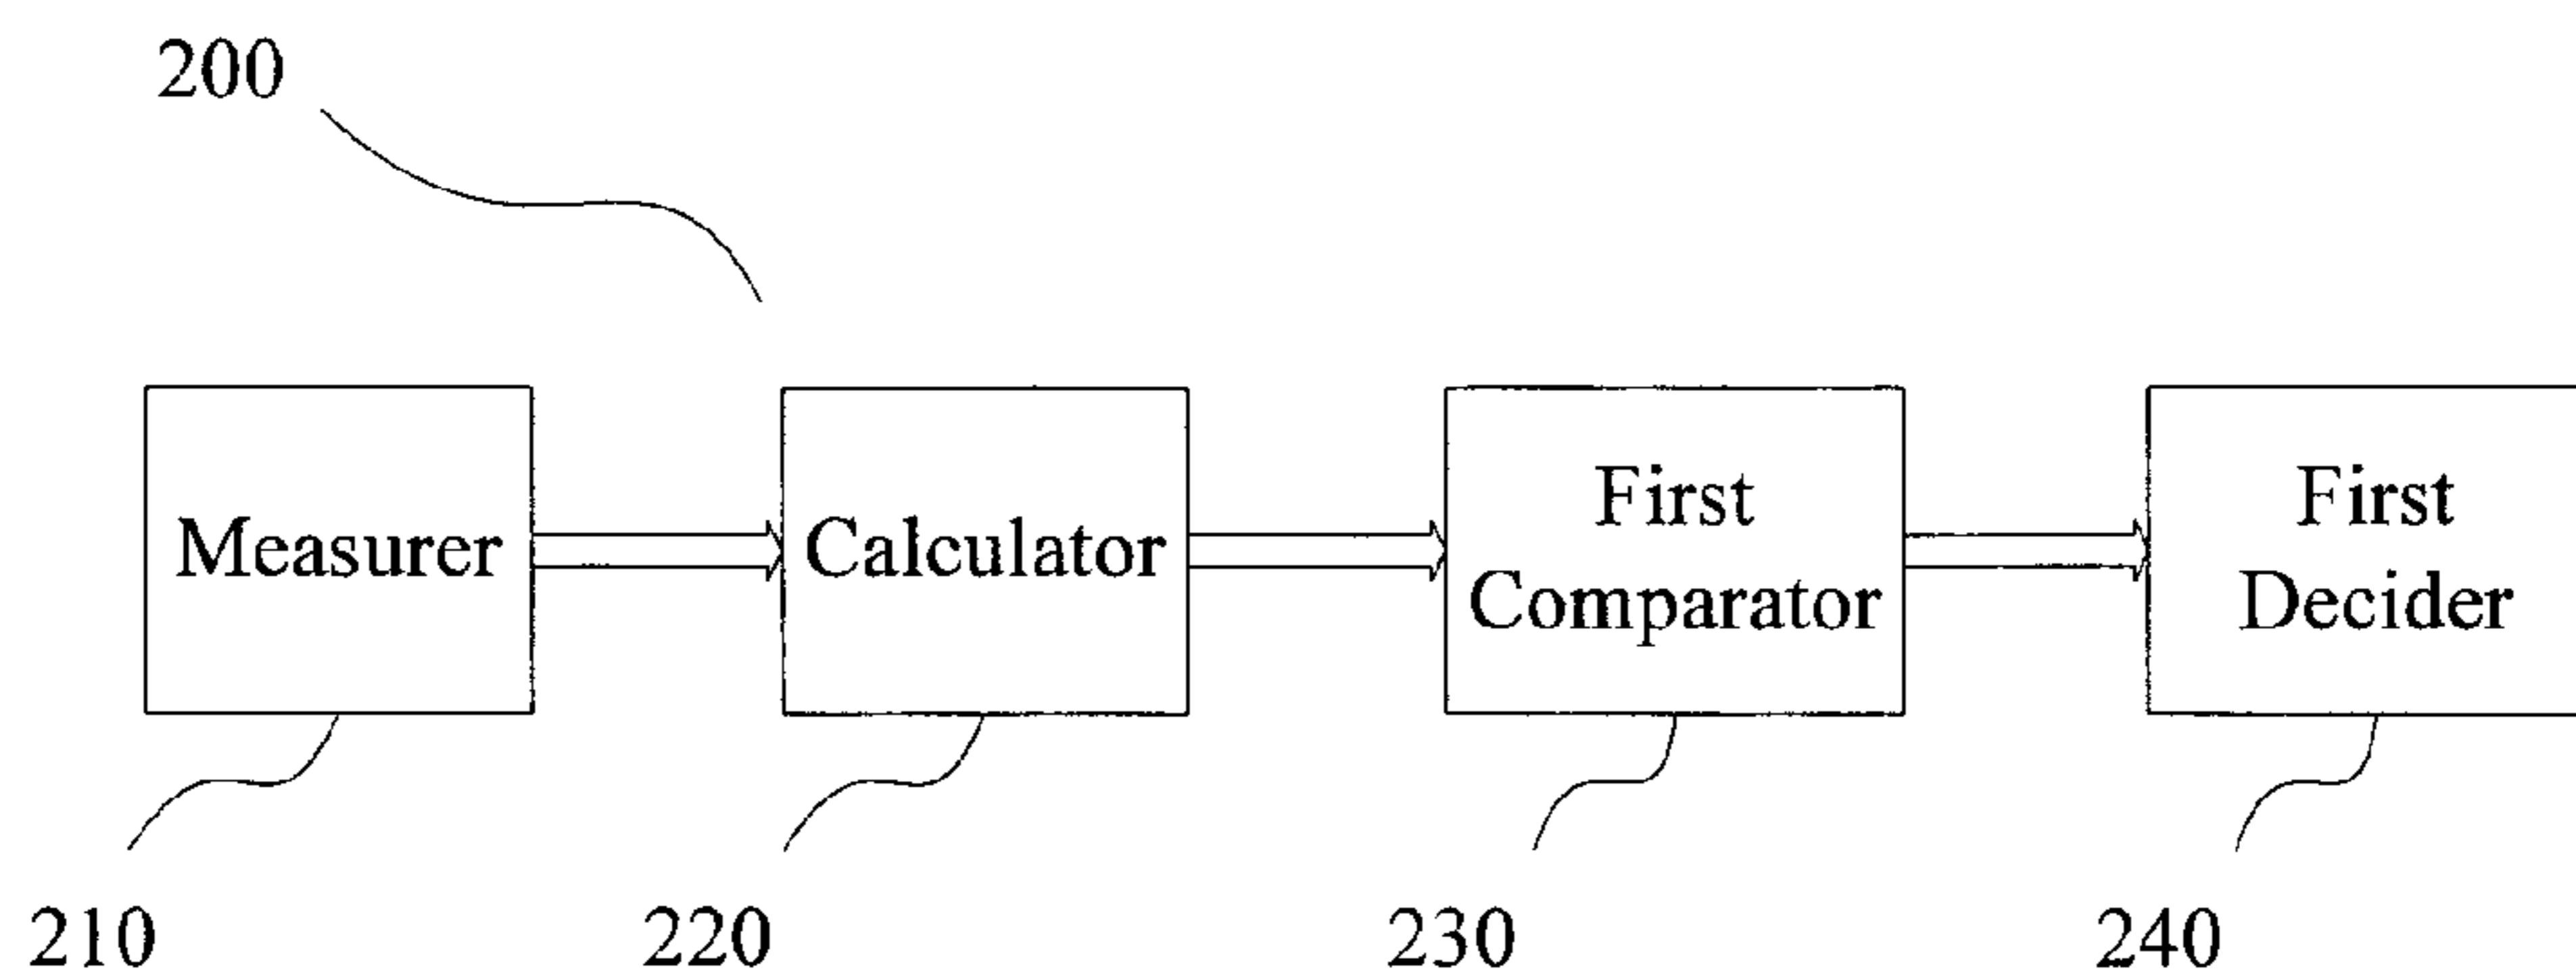 200
Measurer
Calculator
First
Comparator
First
Decider
210
220
230
240